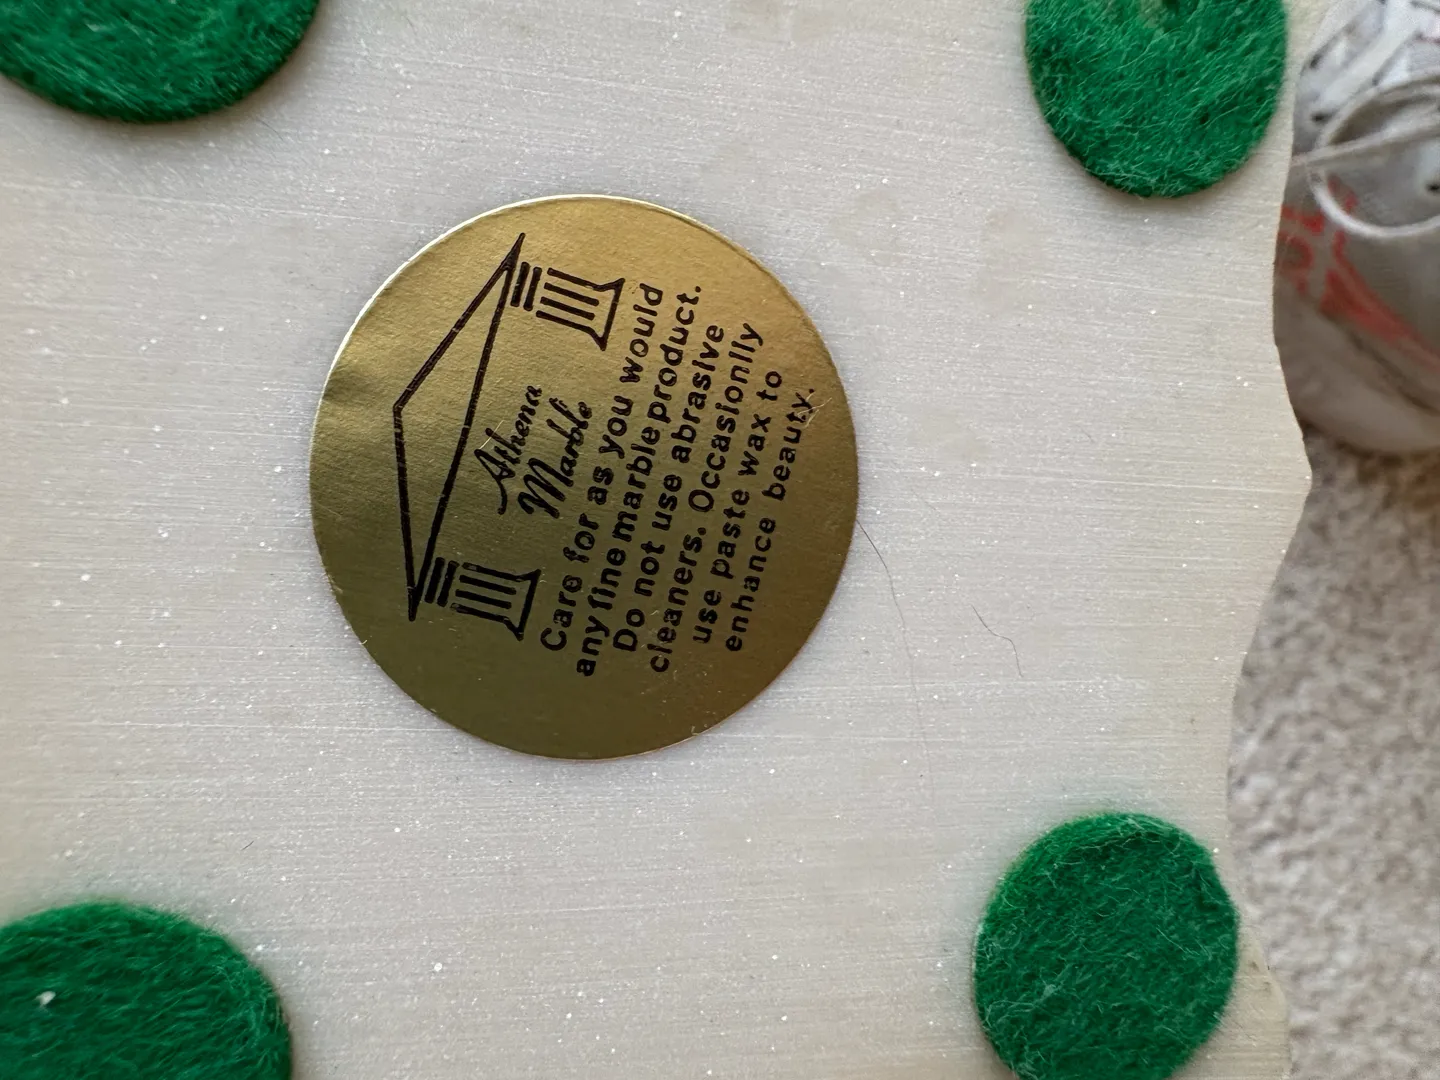 Athena
Marble
Care for as you would
any fine marble product.
Do not use abrasive
cleaners. Occasionlly
use paste wax to
enhance beauty.